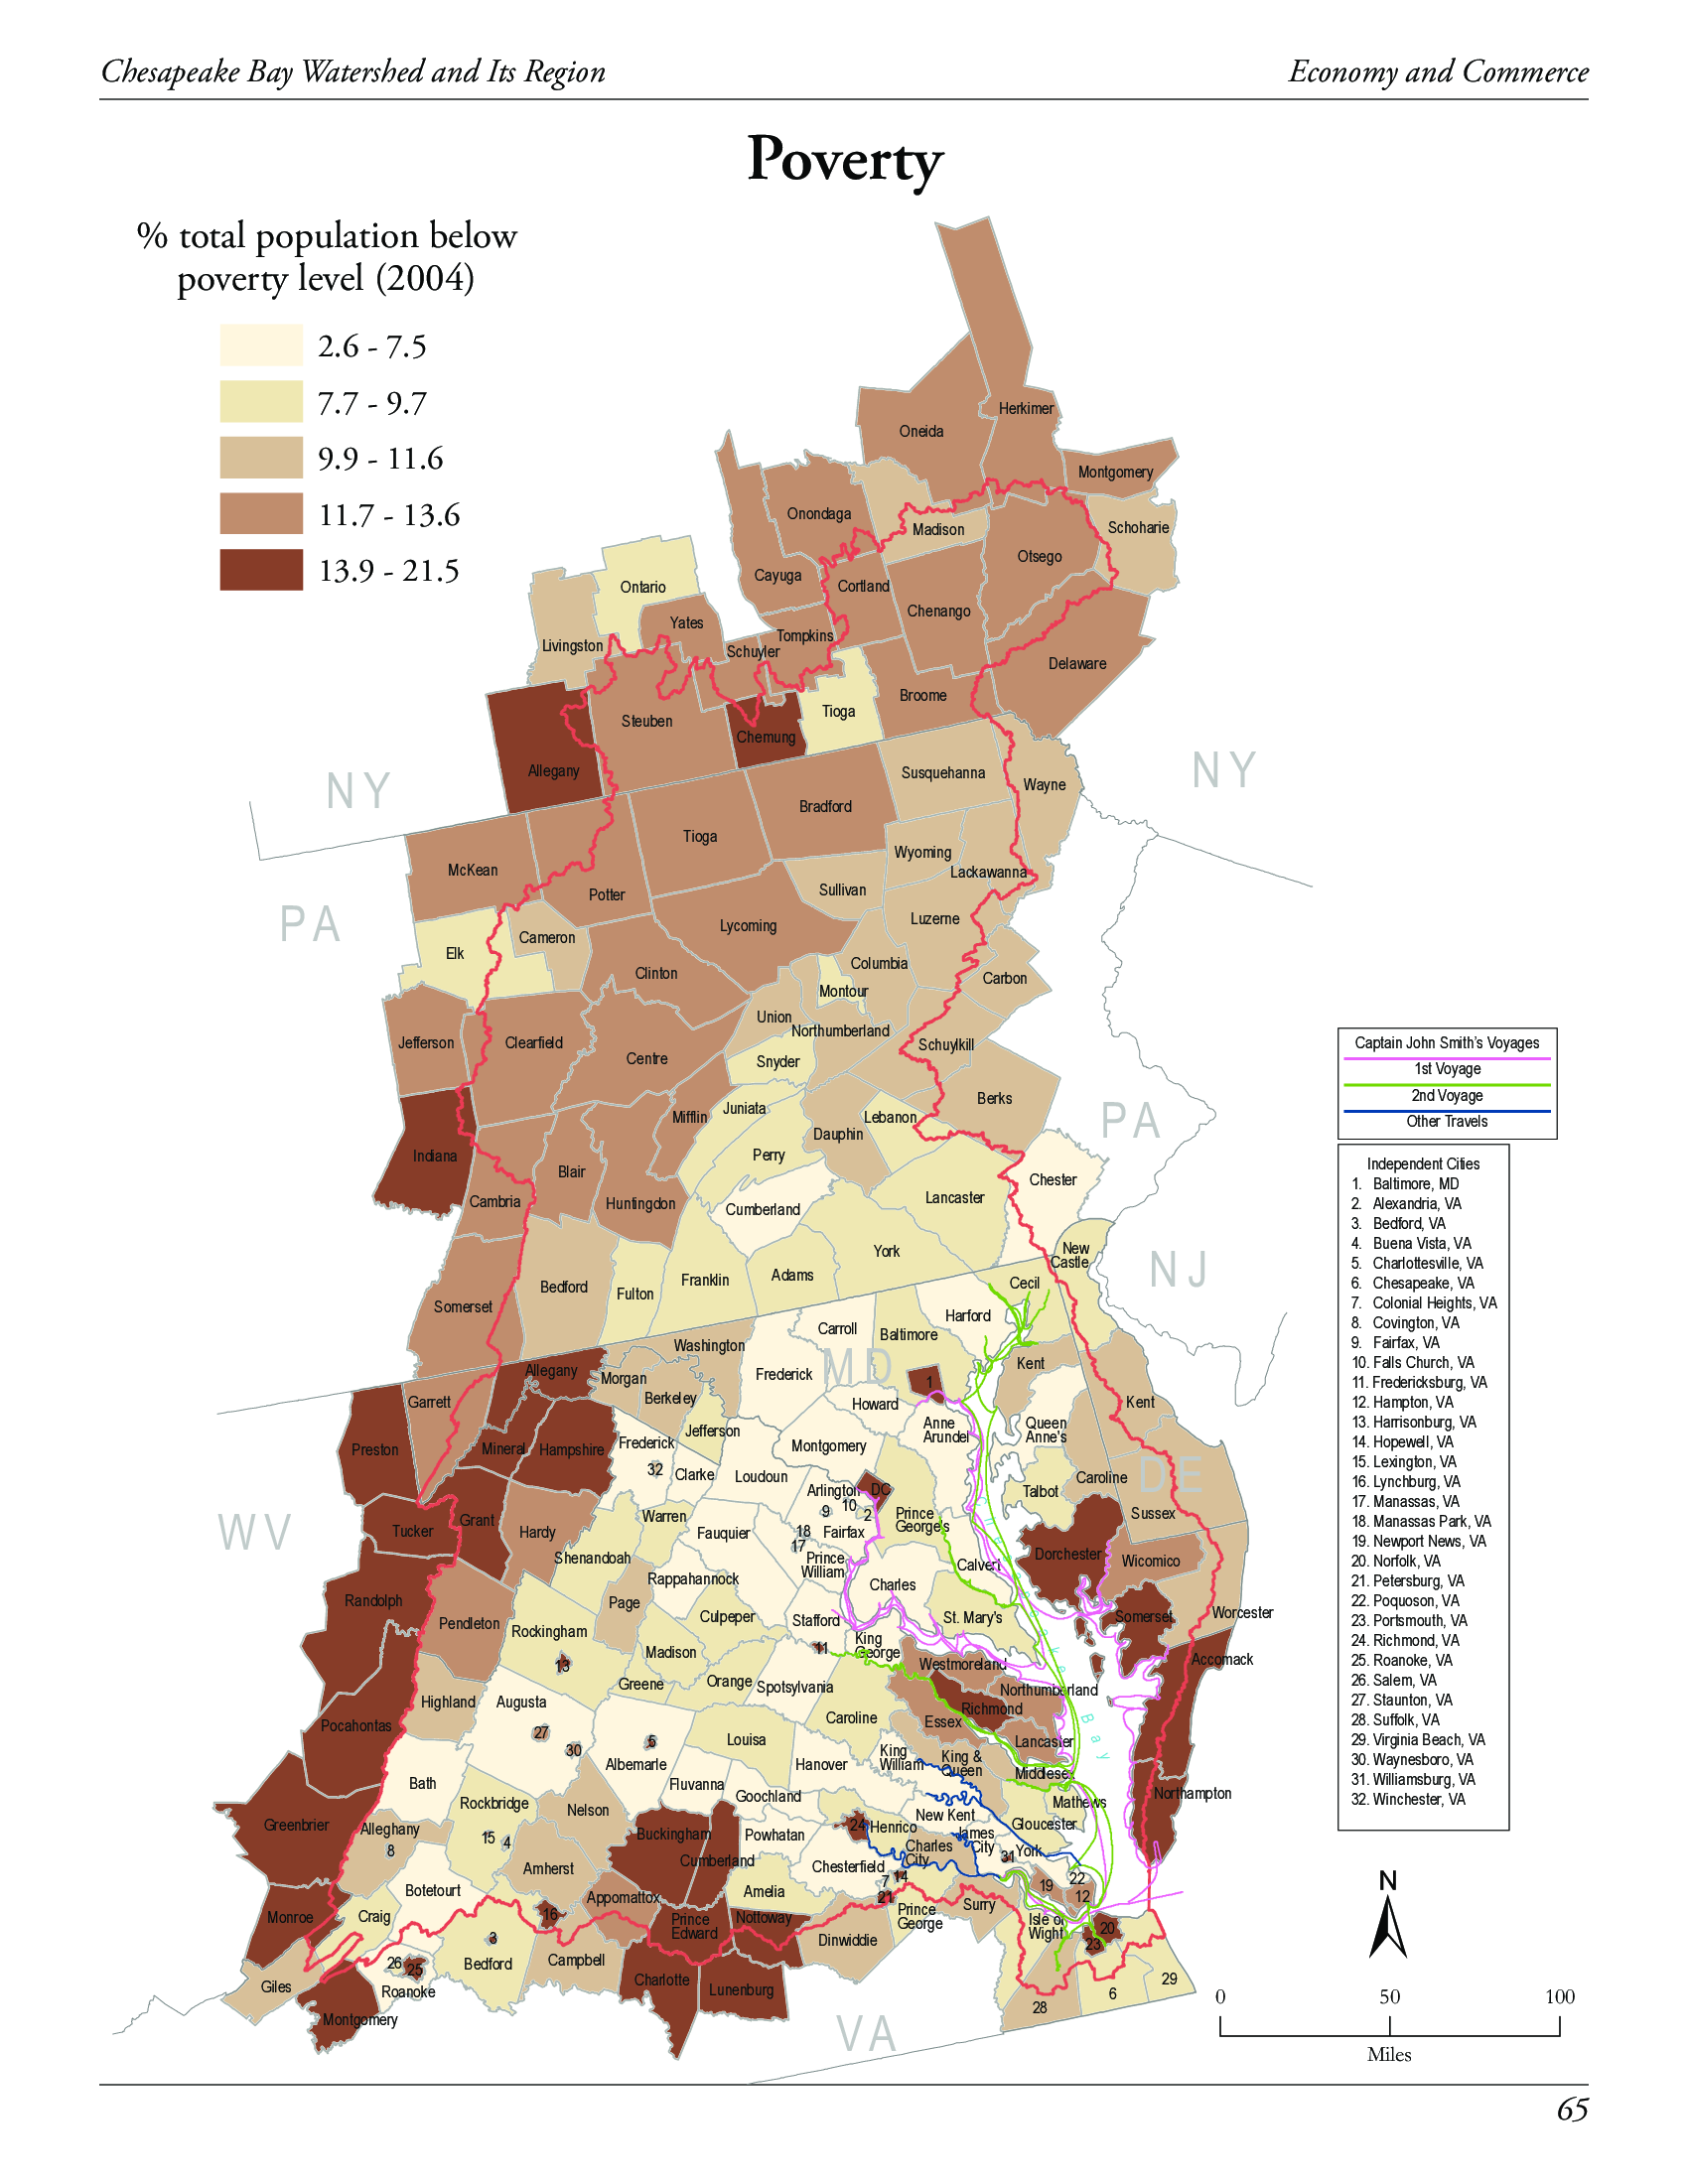 Chesapeake Bay Watershed and Its Region
Economy and Commerce
Poverty
% total population below
poverty level (2004)
2.6 - 7.5
7.7 - 9.7
9.9 - 11.6
11.7 - 13.6
13.9 - 21.5
Herkimer
Oneida
Montgomery
Onondaga
Madison
Schoharie
Otsego
Cayuga
Cortland
Ontario
Chenango
Yates
Tompkins
Livingston
Schuyler
Delaware
Broome
Tioga
Steuben
Chemung
Allegany
NY
NY
Susquehanna
Wayne
Bradford
Tioga
Wyoming
McKean
Lackawanna
Sullivan
Potter
PA
Luzerne
Lycoming
Cameron
Elk
Columbia
Clinton
Carbon
Montour
Union
Northumberland
Jefferson
Clearfield
Schuylkill
Centre
Snyder
Berks
Juniata
Mifflin
Lebanon
PA
Dauphin
Perry
Indiana
Blair
Chester
Cambria
Huntingdon
Lancaster
Cumberland
York
New
Castle
NJ
Adams
Franklin
Cecil
Bedford
Fulton
Somerset
Harford
Carroll
Baltimore
Washington
MD
Kent
Allegany
Morgan
Frederick
1
Berkeley
Garrett
Howard
Kent
Anne
Arundel
Queen
Anne's
Jefferson
Frederick
Montgomery
Preston
Mineral
Hampshire
32
Clarke
Loudoun
Caroline
DE
Arlington
DC
Talbot
10
9
2
Prince
George's
Sussex
WV
Tucker
Grant
Hardy
Warren
Fauquier
18
Fairfax
17
Prince
William
Shenandoah
Dorchester
Wicomico
Calvert
Rappahannock
Charles
Randolph
Page
Culpeper
Stafford
St. Mary's
Somerset
Worcester
Pendleton
Rockingham
Madison
11
King
George
13
Westmoreland
Accomack
Greene
Orange
Spotsylvania
Northumberland
Highland
Augusta
Richmond
Pocahontas
Caroline
Essex
27
5
Louisa
Lancaster
30
Albemarle
Hanover
King
William
King &
Queen
Chesapeake Bay
Bath
Fluvanna
Middlesex
Goochland
Northampton
Rockbridge
Nelson
Mathews
Greenbrier
Alleghany
New Kent
Gloucester
24
Henrico
Buckingham
Powhatan
James
City
15
4
8
Charles
City
31
York
Cumberland
Amherst
Chesterfield
22
7
14
19
Botetourt
Amelia
12
Appomattox
21
Monroe
Craig
16
Prince
Edward
Nottoway
Prince
George
Surry
Isle of
Wight
20
3
Dinwiddie
23
26
25
Bedford
Campbell
Giles
Roanoke
Charlotte
Lunenburg
29
6
28
Montgomery
VA
Captain John Smith's Voyages
1st Voyage
2nd Voyage
Other Travels
Independent Cities
1. Baltimore, MD
2. Alexandria, VA
3. Bedford, VA
4. Buena Vista, VA
5. Charlottesville, VA
6. Chesapeake, VA
7. Colonial Heights, VA
8. Covington, VA
9. Fairfax, VA
10. Falls Church, VA
11. Fredericksburg, VA
12. Hampton, VA
13. Harrisonburg, VA
14. Hopewell, VA
15. Lexington, VA
16. Lynchburg, VA
17. Manassas, VA
18. Manassas Park, VA
19. Newport News, VA
20. Norfolk, VA
21. Petersburg, VA
22. Poquoson, VA
23. Portsmouth, VA
24. Richmond, VA
25. Roanoke, VA
26. Salem, VA
27. Staunton, VA
28. Suffolk, VA
29. Virginia Beach, VA
30. Waynesboro, VA
31. Williamsburg, VA
32. Winchester, VA
N
0 50 100
Miles
65